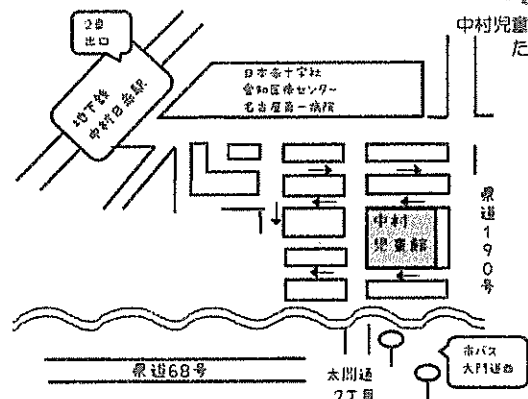 中村児童
た
2番
出口
地下鉄
中村日赤駅
日本赤十字社
愛知医療センター
名古屋第一病院
中村
児童館
県道190号
県道68号
太閤通
7丁目
市バス
大門通西